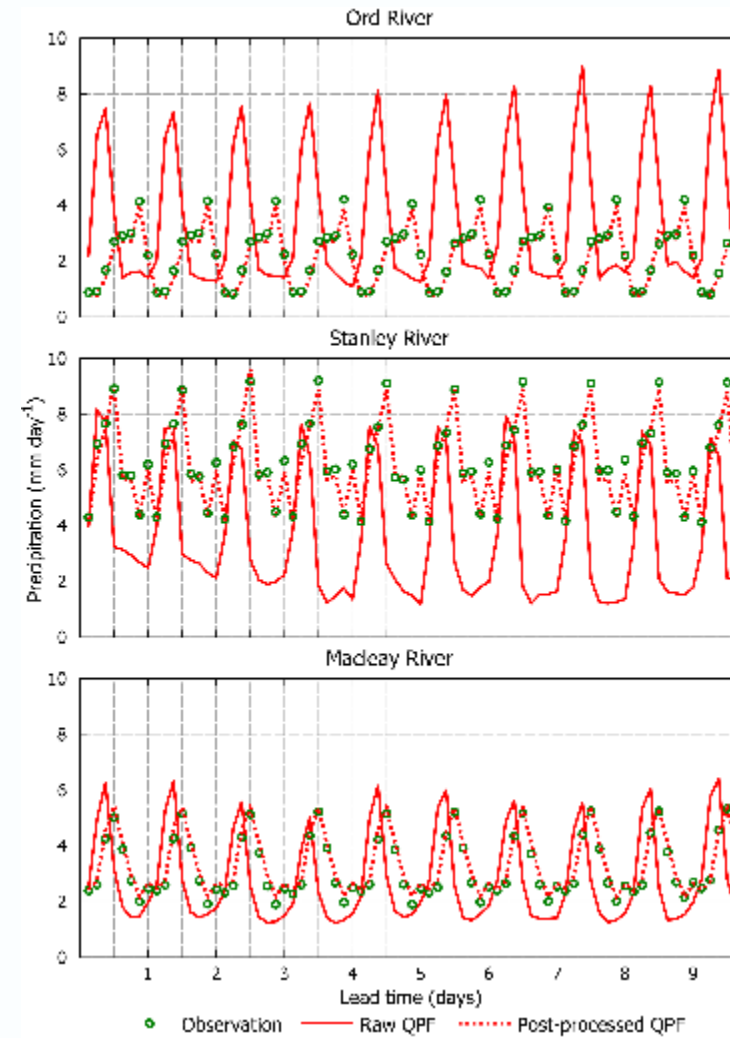 Ord River
10
8
6
4
2
0
Stanley River
10
8
6
4
2
0
Precipitation (mm day-1)
Macleay River
10
8
6
4
2
0
1 2 3 4 5 6 7 8 9
Lead time (days)
Observation Raw QPF Post-processed QPF